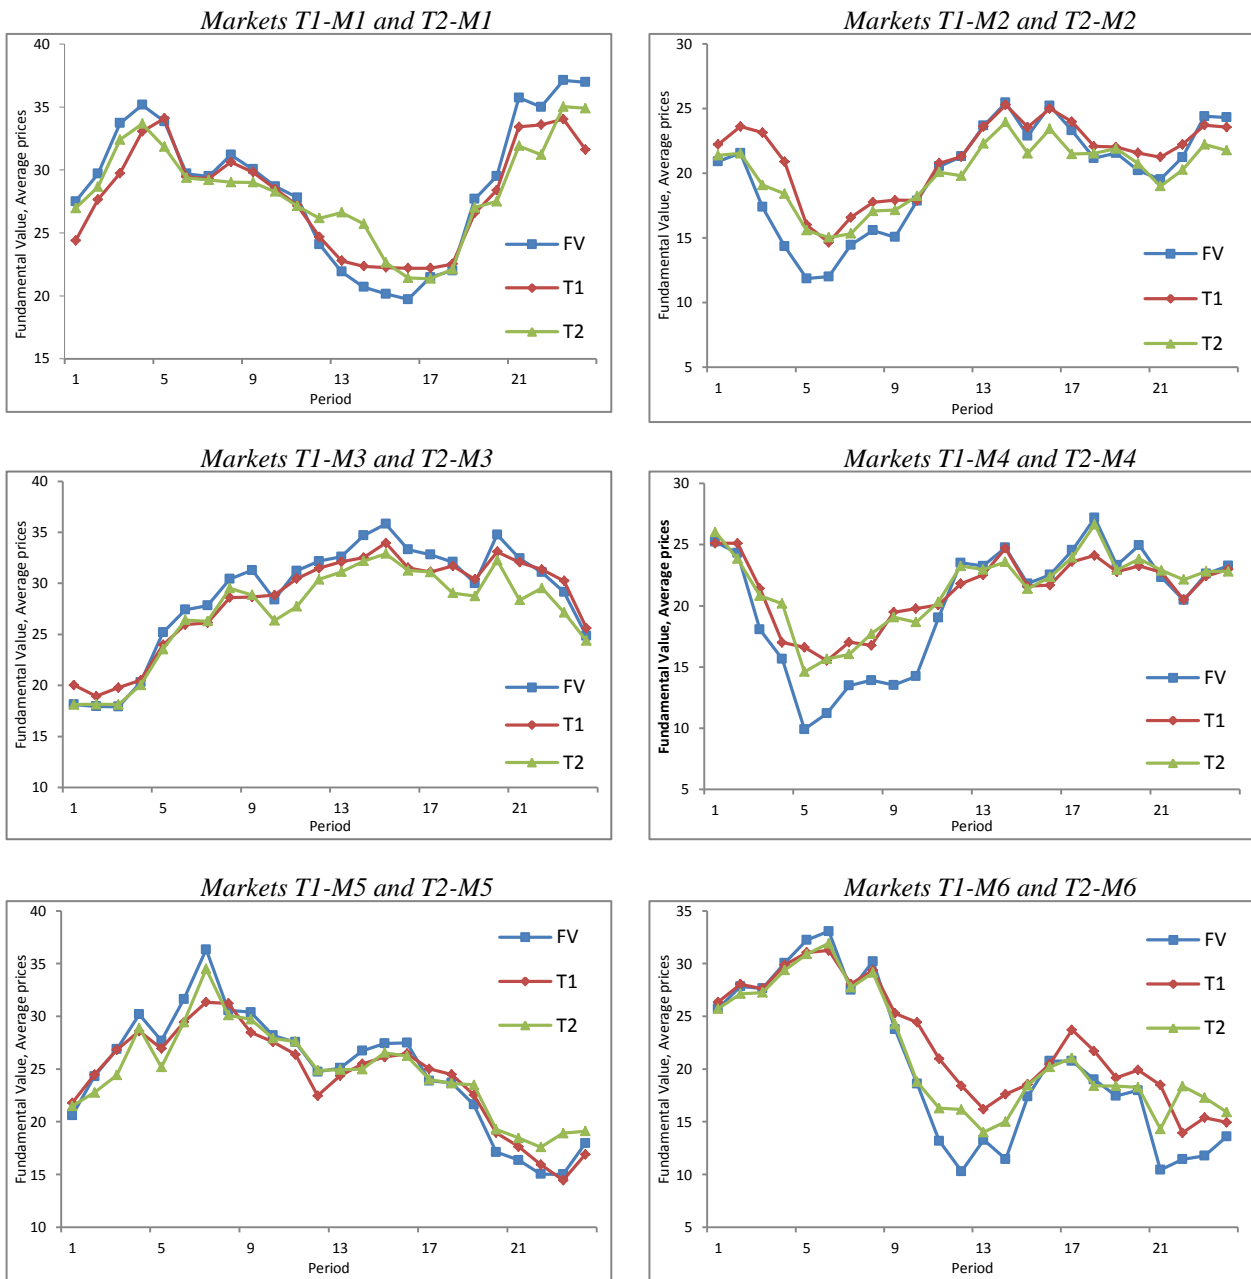 Markets T1-M1 and T2-M1
Fundamental Value, Average prices
40
35
30
25
20
15
FV
T1
T2
1 5 9 13 17 21
Period
Markets T1-M2 and T2-M2
Fundamental Value, Average prices
30
25
20
15
10
5
FV
T1
T2
1 5 9 13 17 21
Period
Markets T1-M3 and T2-M3
Fundamental Value, Average prices
40
35
30
25
20
15
10
FV
T1
T2
1 5 9 13 17 21
Period
Markets T1-M4 and T2-M4
Fundamental Value, Average prices
30
25
20
15
10
5
FV
T1
T2
1 5 9 13 17 21
Period
Markets T1-M5 and T2-M5
Fundamental Value, Average prices
40
35
30
25
20
15
10
FV
T1
T2
1 5 9 13 17 21
Period
Markets T1-M6 and T2-M6
Fundamental Value, Average prices
35
30
25
20
15
10
5
FV
T1
T2
1 5 9 13 17 21
Period